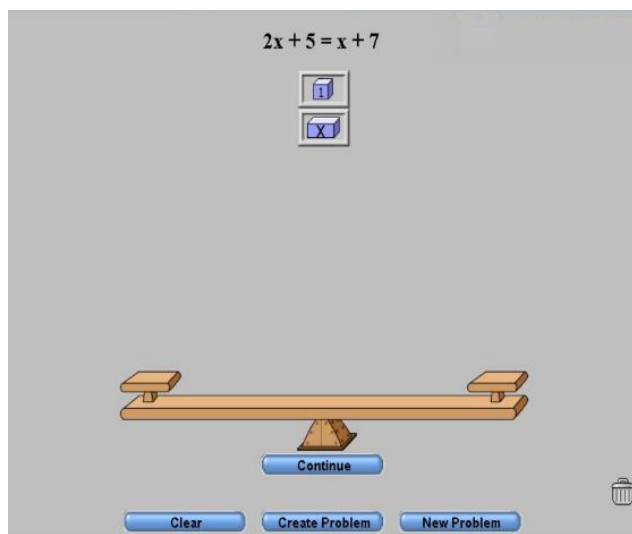 2x + 5 = x + 7
1
X
Continue
Clear Create Problem New Problem